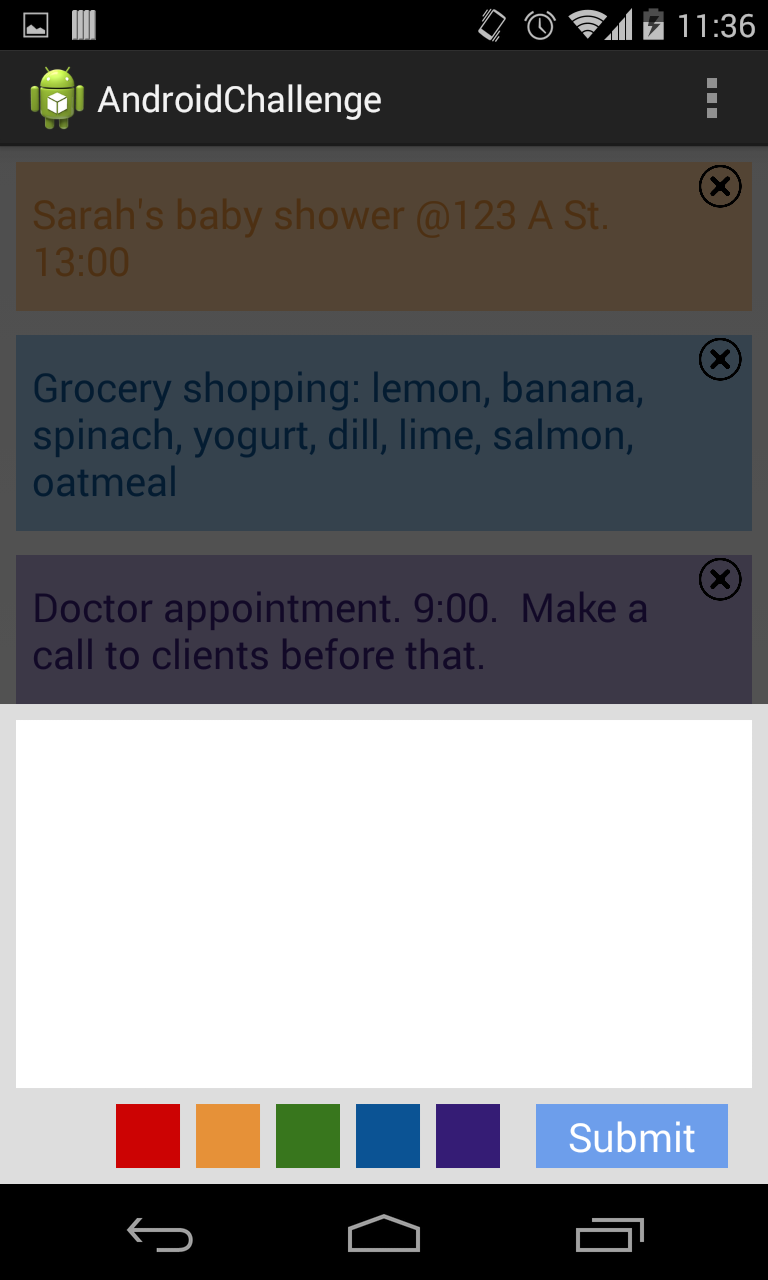 11:36
AndroidChallenge
Sarah's baby shower @123 A St.
13:00
Grocery shopping: lemon, banana,
spinach, yogurt, dill, lime, salmon,
oatmeal
Doctor appointment. 9:00.  Make a
call to clients before that.
Submit